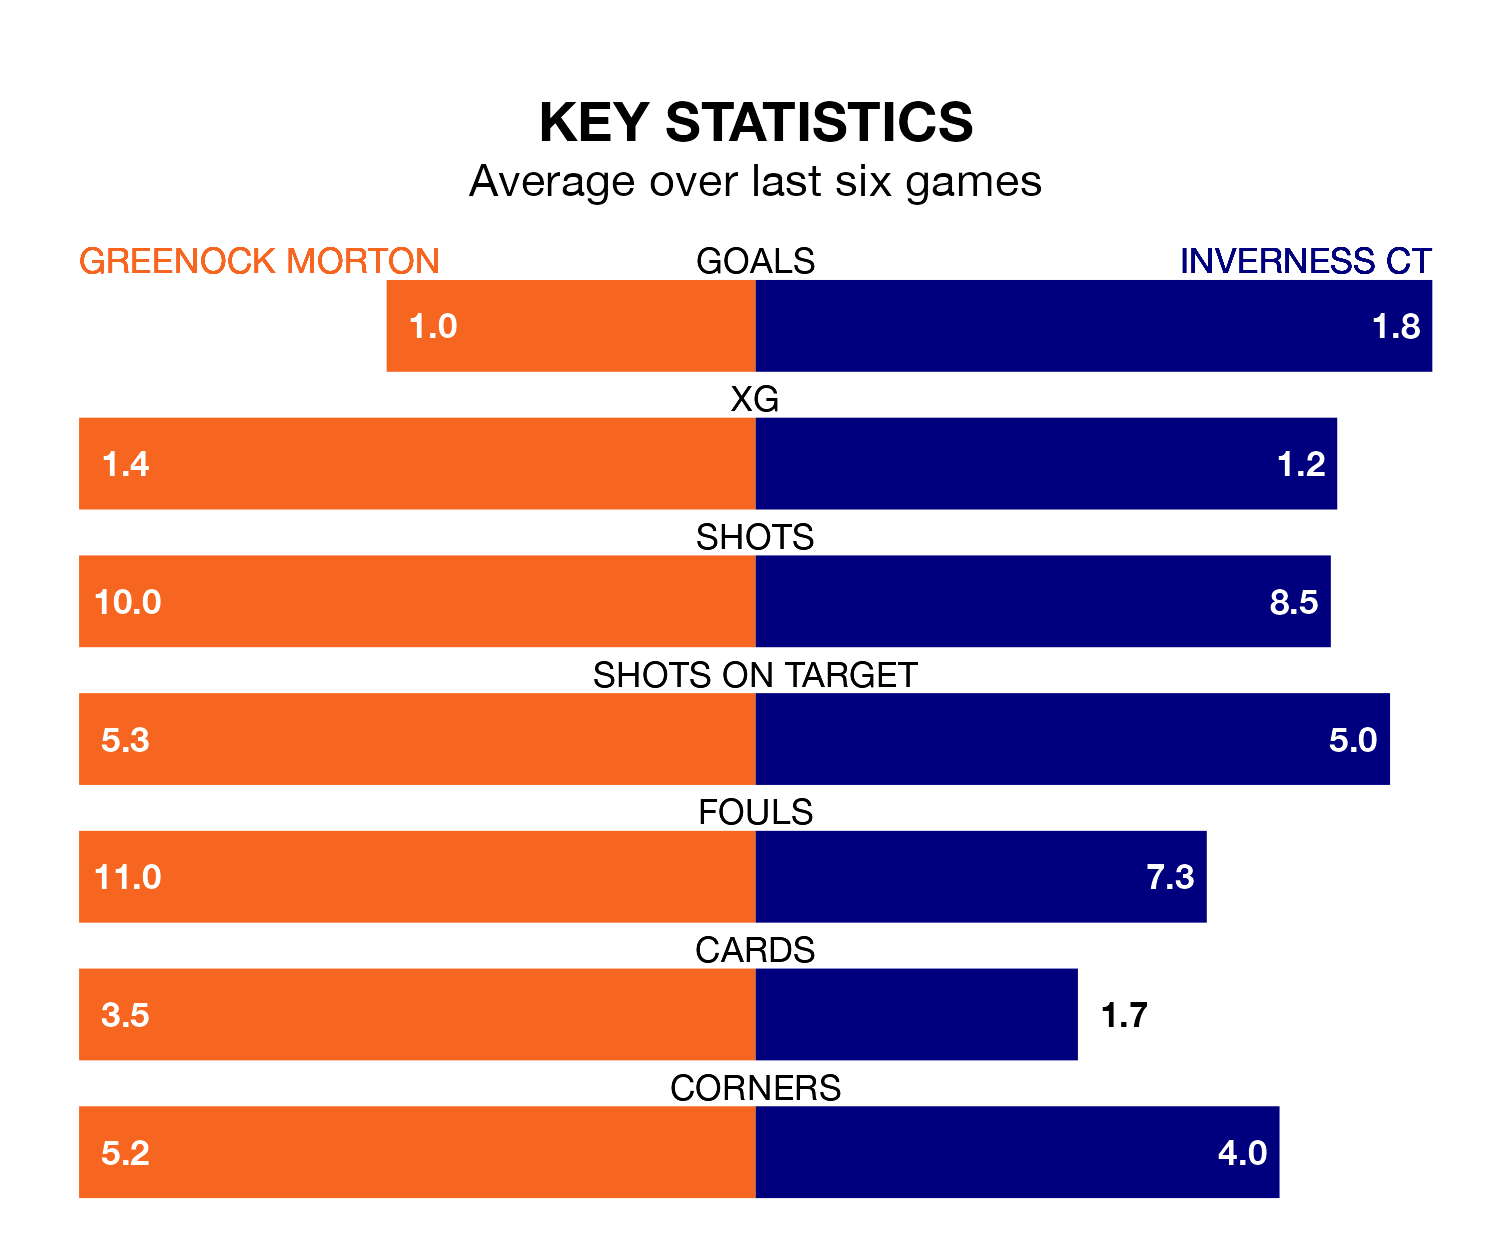 KEY STATISTICS
Average over last six games
GREENOCK MORTON GOALS INVERNESS CT
1.0 1.8
XG
1.4 1.2
SHOTS
10.0 8.5
SHOTS ON TARGET
5.3 5.0
FOULS
11.0 7.3
CARDS
3.5 1.7
CORNERS
5.2 4.0